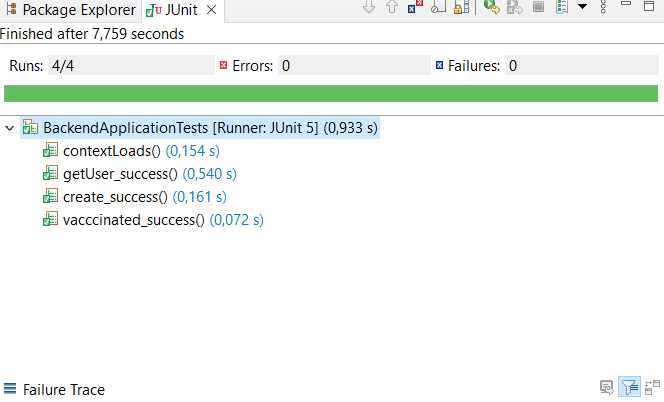 Package Explorer JUnit
Finished after 7,759 seconds
Runs: 4/4 Errors: 0 Failures: 0
BackendApplicationTests [Runner: JUnit 5] (0,933 s)
contextLoads() (0,154 s)
getUser_success() (0,540 s)
create_success() (0,161 s)
vacccinated_success() (0,072 s)
Failure Trace